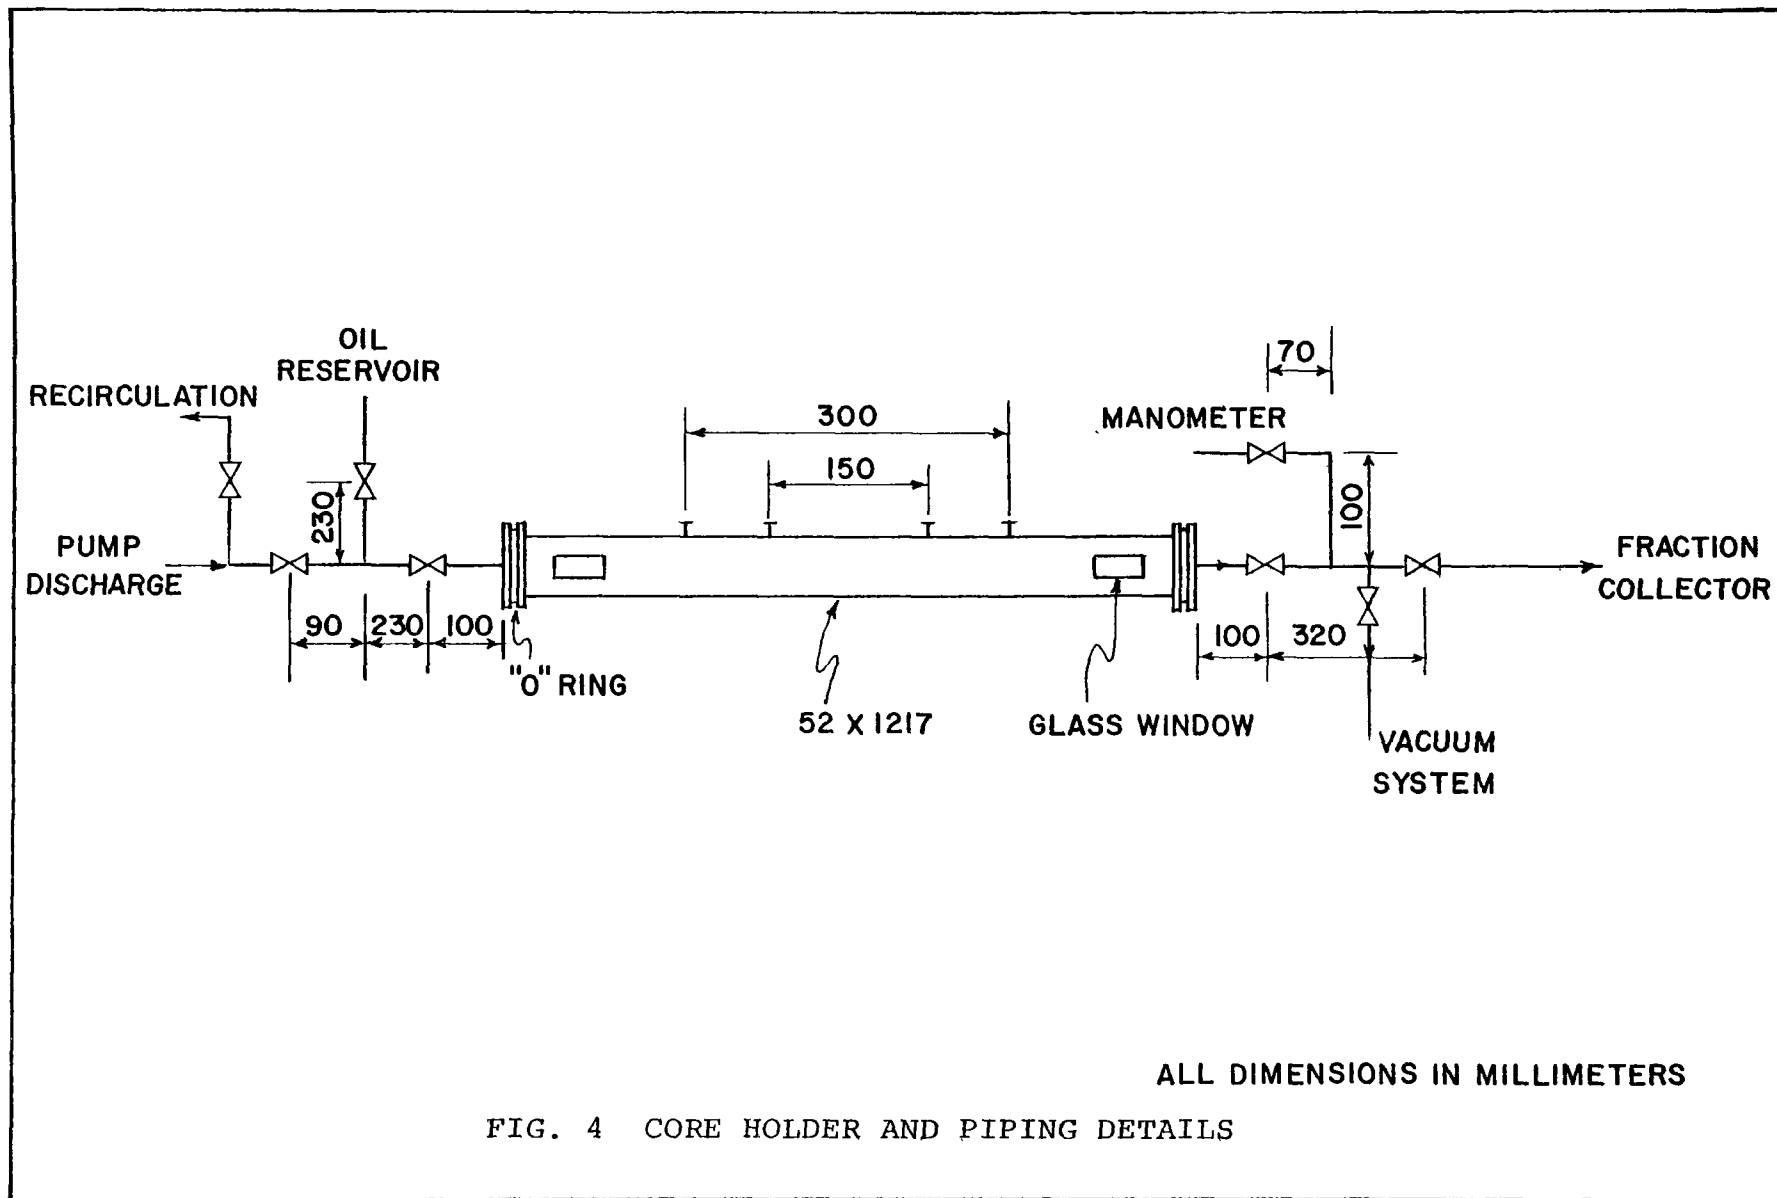 OIL
RESERVOIR
RECIRCULATION
230
PUMP
DISCHARGE
90
230
100
"O" RING
300
150
52 X 1217
GLASS WINDOW
MANOMETER
70
100
100
320
FRACTION
COLLECTOR
VACUUM
SYSTEM
ALL DIMENSIONS IN MILLIMETERS
FIG. 4 CORE HOLDER AND PIPING DETAILS